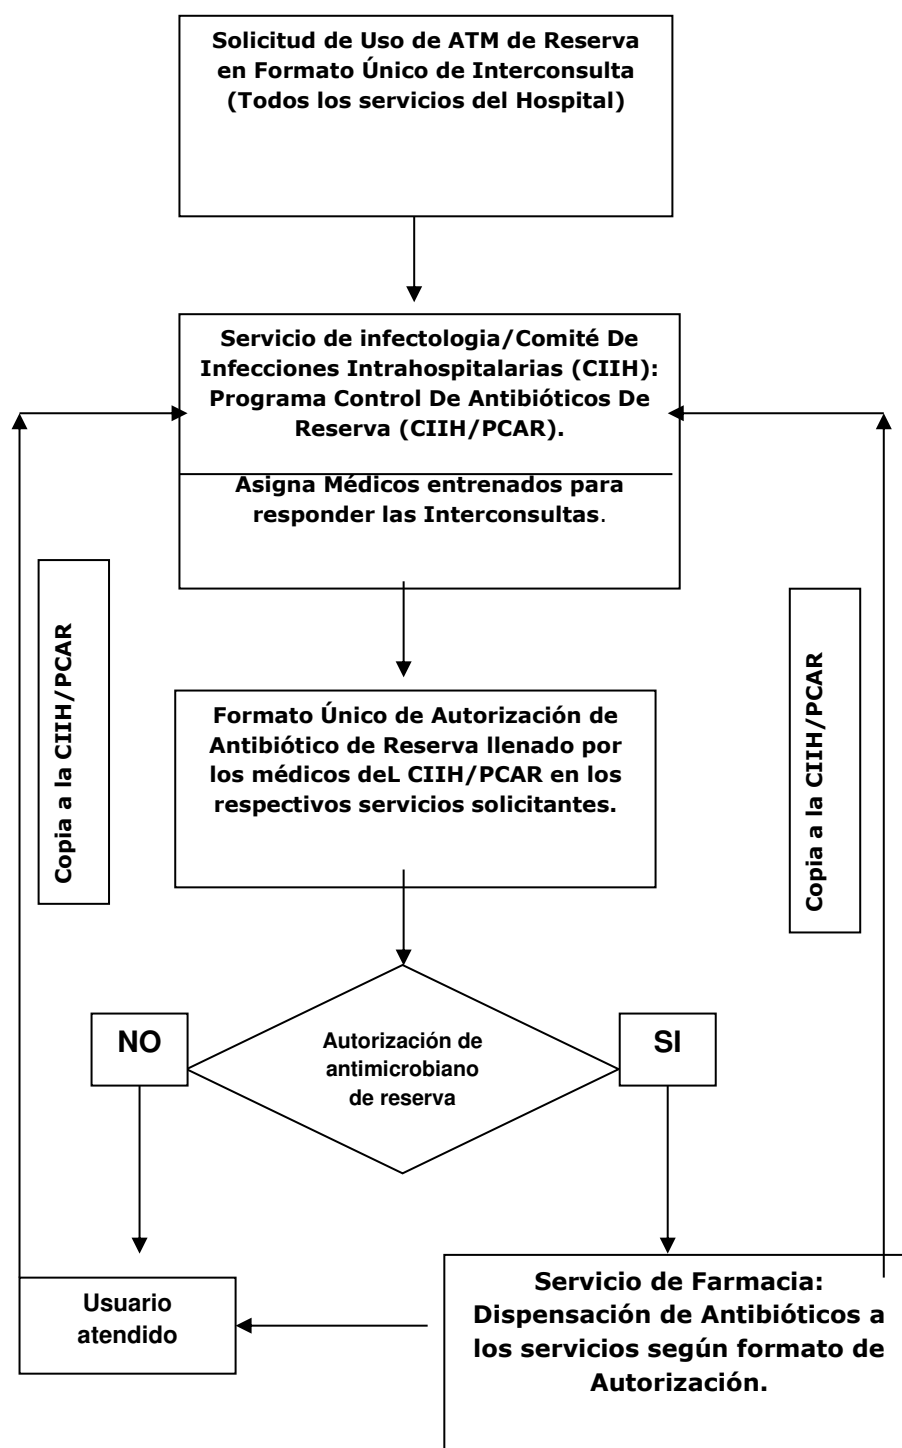 Solicitud de Uso de ATM de Reserva
en Formato Único de Interconsulta
(Todos los servicios del Hospital)
Servicio de infectologia/Comité De
Infecciones Intrahospitalarias (CIIH):
Programa Control De Antibióticos De
Reserva (CIIH/PCAR).
Asigna Médicos entrenados para
responder las Interconsultas.
Copia a la CIIH/PCAR
Copia a la CIIH/PCAR
Formato Único de Autorización de
Antibiótico de Reserva llenado por
los médicos deL CIIH/PCAR en los
respectivos servicios solicitantes.
NO
Autorización de
antimicrobiano
de reserva
SI
Usuario
atendido
Servicio de Farmacia:
Dispensación de Antibióticos a
los servicios según formato de
Autorización.